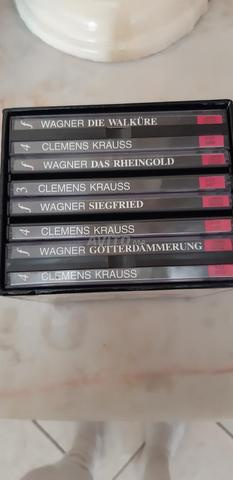 f WAGNER DIE WALKÜRE
4 CLEMENS KRAUSS
f WAGNER DAS RHEINGOLD
3 CLEMENS KRAUSS
f WAGNER SIEGFRIED
4 CLEMENS KRAUSS
f WAGNER GÖTTERDÄMMERUNG
4 CLEMENS KRAUSS